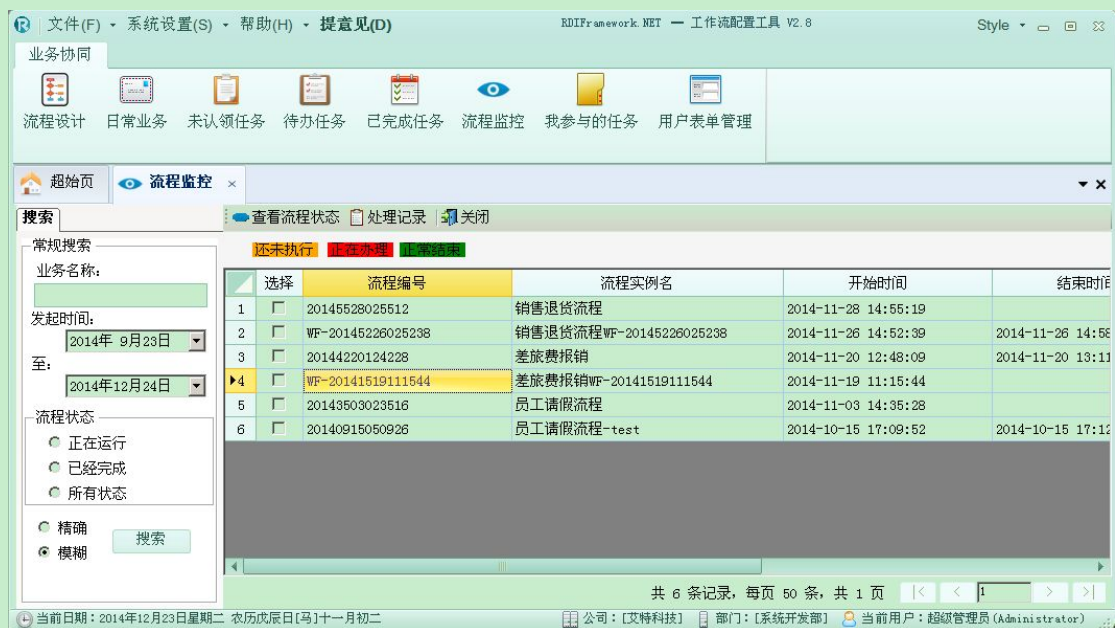 文件(F) 系统设置(S) 帮助(H) 提意见(D) RDIFramework.NET — 工作流配置工具 V2.8 Style
业务协同
流程设计 日常业务 未认领任务 待办任务 已完成任务 流程监控 我参与的任务 用户表单管理
超始页 流程监控 ×
搜索 查看流程状态 处理记录 关闭
常规搜索
还未执行 正在办理 正常结束
业务名称:
选择 流程编号 流程实例名 开始时间 结束时间
1 20145528025512 销售退货流程 2014-11-28 14:55:19
2 WF-20145226025238 销售退货流程WF-20145226025238 2014-11-26 14:52:39 2014-11-26 14:58
3 20144220124228 差旅费报销 2014-11-20 12:48:09 2014-11-20 13:11
4 WF-20141519111544 差旅费报销WF-20141519111544 2014-11-19 11:15:44
5 20143503023516 员工请假流程 2014-11-03 14:35:28
6 20140915050926 员工请假流程-test 2014-10-15 17:09:52 2014-10-15 17:12
发起时间:
2014年 9月23日
至:
2014年12月24日
流程状态
正在运行
已经完成
所有状态
精确
模糊
搜索
共 6 条记录，每页 50 条，共 1 页 1
当前日期：2014年12月23日星期二 农历戊辰日[马]十一月初二 公司：[艾特科技] 部门：[系统开发部] 当前用户：超级管理员(Administrator)